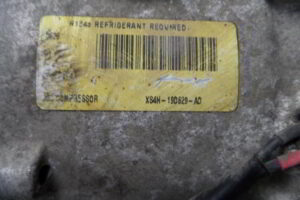 R134a REFRIGERANT REQUIRED
COMPRESSOR XS4H-19D629-AD